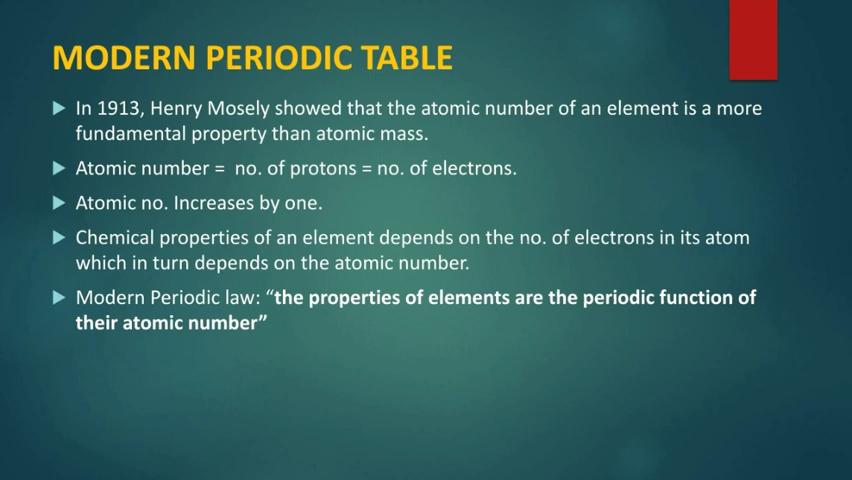 MODERN PERIODIC TABLE
In 1913, Henry Mosely showed that the atomic number of an element is a more
fundamental property than atomic mass.
Atomic number = no. of protons = no. of electrons.
Atomic no. Increases by one.
Chemical properties of an element depends on the no. of electrons in its atom
which in turn depends on the atomic number.
Modern Periodic law: “the properties of elements are the periodic function of
their atomic number”